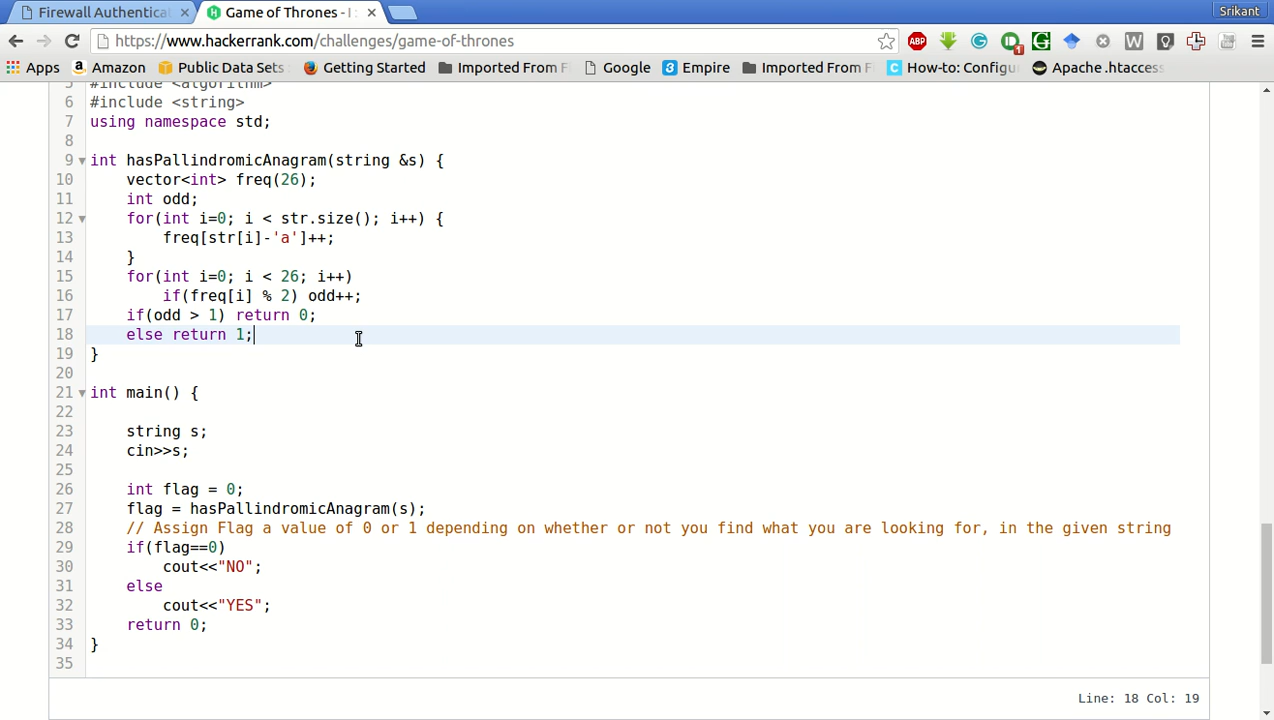 Firewall Authenticat
Game of Thrones - I
Srikant
https://www.hackerrank.com/challenges/game-of-thrones
Apps Amazon Public Data Sets Getting Started Imported From F Google Empire Imported From F How-to: Configu Apache .htaccess
5 #include <algorithm>
6 #include <string>
7 using namespace std;
8
9 int hasPallindromicAnagram(string &s) {
10 vector<int> freq(26);
11 int odd;
12 for(int i=0; i < str.size(); i++) {
13 freq[str[i]-'a']++;
14 }
15 for(int i=0; i < 26; i++)
16 if(freq[i] % 2) odd++;
17 if(odd > 1) return 0;
18 else return 1;
19 }
20
21 int main() {
22
23 string s;
24 cin>>s;
25
26 int flag = 0;
27 flag = hasPallindromicAnagram(s);
28 // Assign Flag a value of 0 or 1 depending on whether or not you find what you are looking for, in the given string
29 if(flag==0)
30 cout<<"NO";
31 else
32 cout<<"YES";
33 return 0;
34 }
35
Line: 18 Col: 19